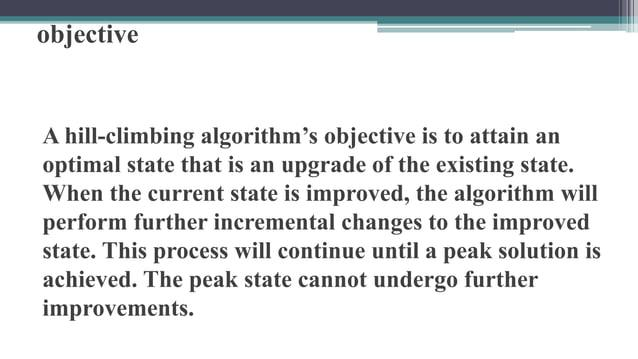 objective
A hill-climbing algorithm’s objective is to attain an
optimal state that is an upgrade of the existing state.
When the current state is improved, the algorithm will
perform further incremental changes to the improved
state. This process will continue until a peak solution is
achieved. The peak state cannot undergo further
improvements.